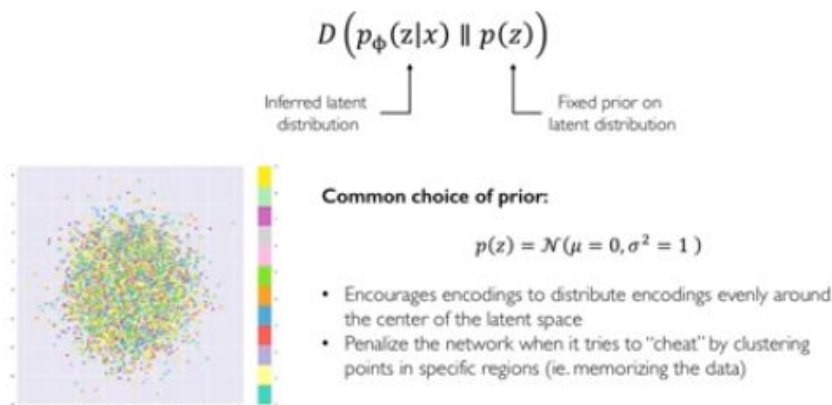 D(p_ϕ(z|x) ∥ p(z))
Inferred latent
distribution
Fixed prior on
latent distribution
Common choice of prior:
p(z) = 𝒩(μ = 0, σ² = 1 )
• Encourages encodings to distribute encodings evenly around
the center of the latent space
• Penalize the network when it tries to "cheat" by clustering
points in specific regions (ie. memorizing the data)